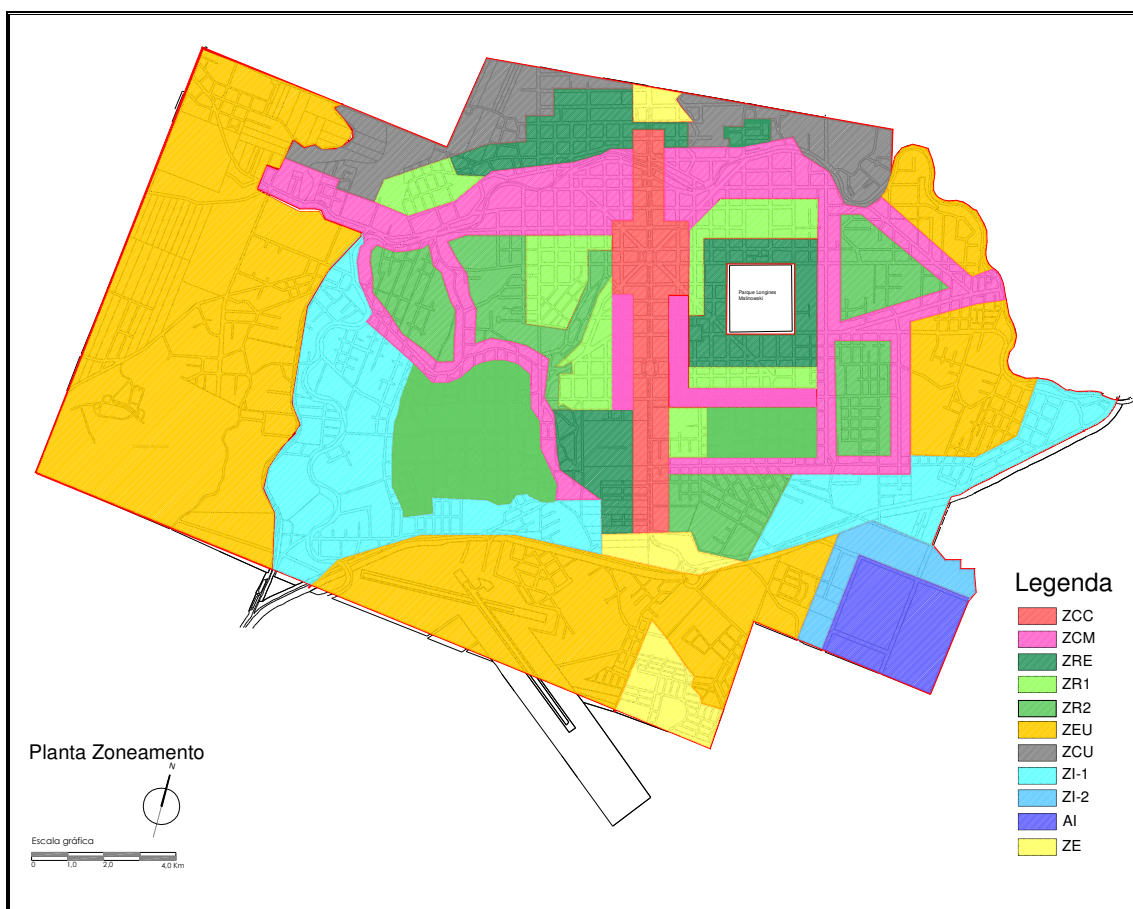 Parque Longines
Malinowski
Legenda
ZCC
ZCM
ZRE
ZR1
ZR2
ZEU
ZCU
ZI-1
ZI-2
AI
ZE
Planta Zoneamento
N
Escala gráfica
0 1,0 2,0 4,0 Km